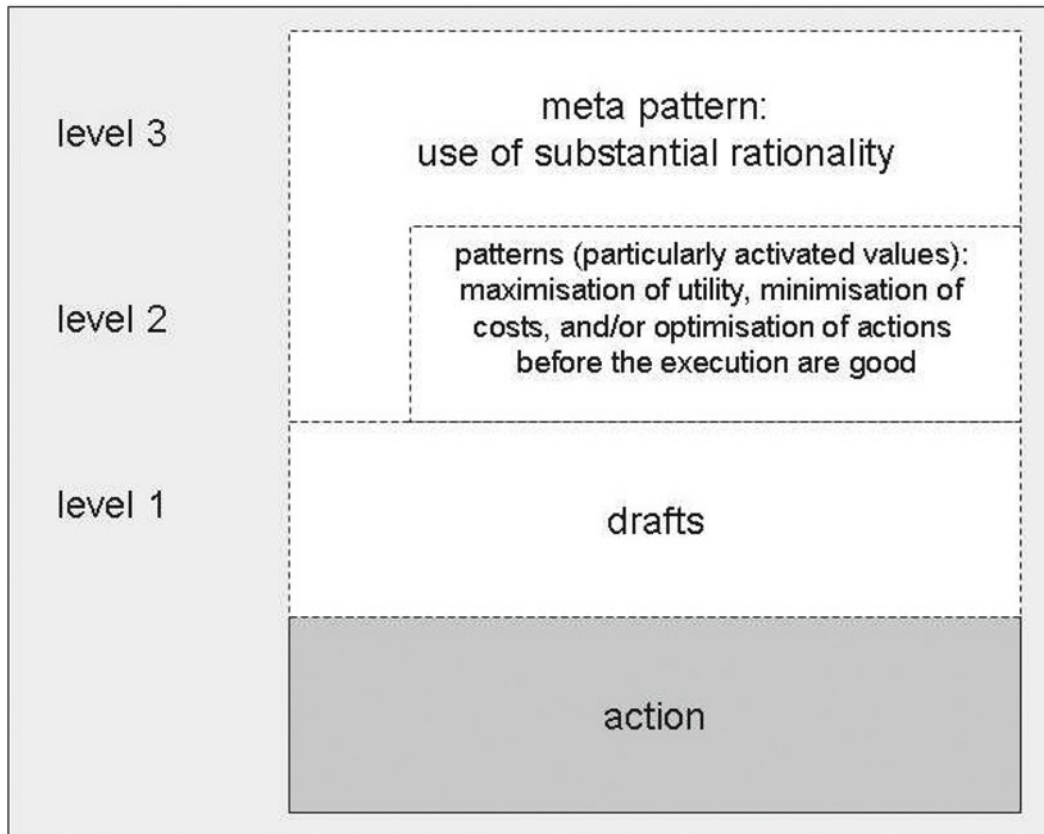 level 3
meta pattern:
use of substantial rationality
level 2
patterns (particularly activated values):
maximisation of utility, minimisation of
costs, and/or optimisation of actions
before the execution are good
level 1
drafts
action